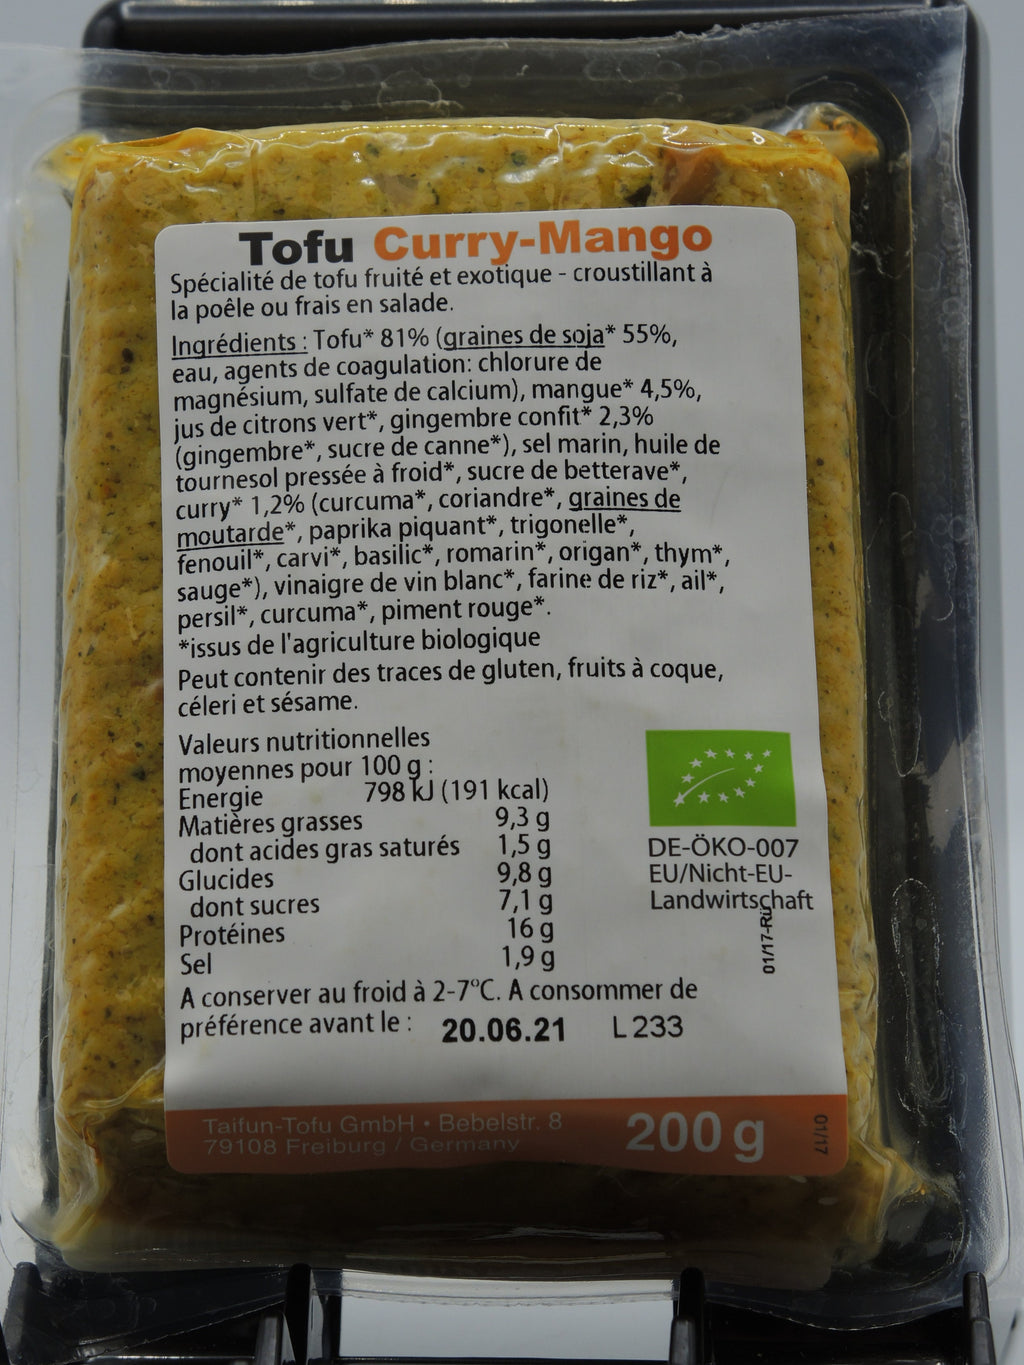 Tofu Curry-Mango
Spécialité de tofu fruité et exotique - croustillant à
la poêle ou frais en salade.
Ingrédients : Tofu* 81% (graines de soja* 55%,
eau, agents de coagulation: chlorure de
magnésium, sulfate de calcium), mangue* 4,5%,
jus de citrons vert*, gingembre confit* 2,3%
(gingembre*, sucre de canne*), sel marin, huile de
tournesol pressée à froid*, sucre de betterave*,
curry* 1,2% (curcuma*, coriandre*, graines de
moutarde*, paprika piquant*, trigonelle*,
fenouil*, carvi*, basilic*, romarin*, origan*, thym*,
sauge*), vinaigre de vin blanc*, farine de riz*, ail*,
persil*, curcuma*, piment rouge*.
*issus de l'agriculture biologique
Peut contenir des traces de gluten, fruits à coque,
céleri et sésame.
Valeurs nutritionnelles
moyennes pour 100 g :
Energie 798 kJ (191 kcal)
Matières grasses 9,3 g
dont acides gras saturés 1,5 g
Glucides 9,8 g
dont sucres 7,1 g
Protéines 16 g
Sel 1,9 g
DE-ÖKO-007
EU/Nicht-EU-
Landwirtschaft
01/17-Rü
A conserver au froid à 2-7°C. A consommer de
préférence avant le : 20.06.21 L 233
Taifun-Tofu GmbH • Bebelstr. 8
79108 Freiburg / Germany
200 g
01/17